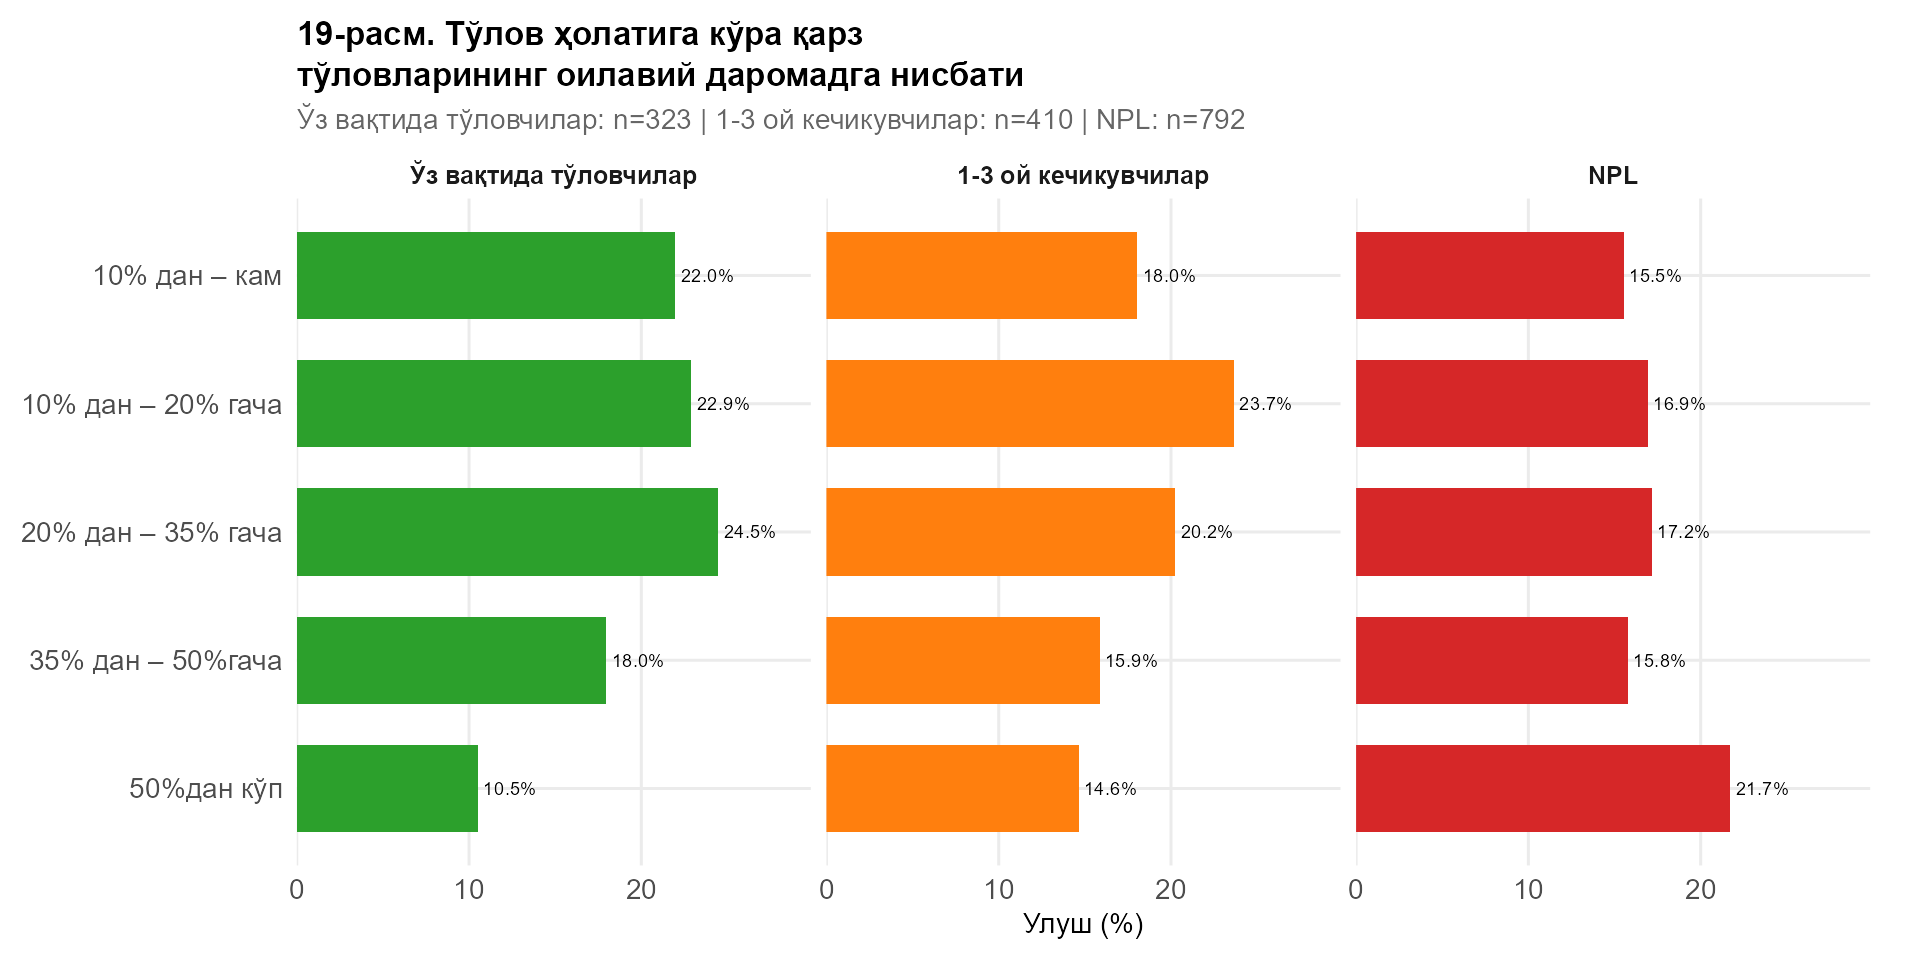 19-расм. Тўлов ҳолатига кўра қарз
тўловларининг оилавий даромадга нисбати
Ўз вақтида тўловчилар: n=323 | 1-3 ой кечикувчилар: n=410 | NPL: n=792
Ўз вақтида тўловчилар
1-3 ой кечикувчилар
NPL
10% дан – кам
22.0%
18.0%
15.5%
10% дан – 20% гача
22.9%
23.7%
16.9%
20% дан – 35% гача
24.5%
20.2%
17.2%
35% дан – 50%гача
18.0%
15.9%
15.8%
50%дан кўп
10.5%
14.6%
21.7%
0 10 20
0 10 20
0 10 20
Улуш (%)